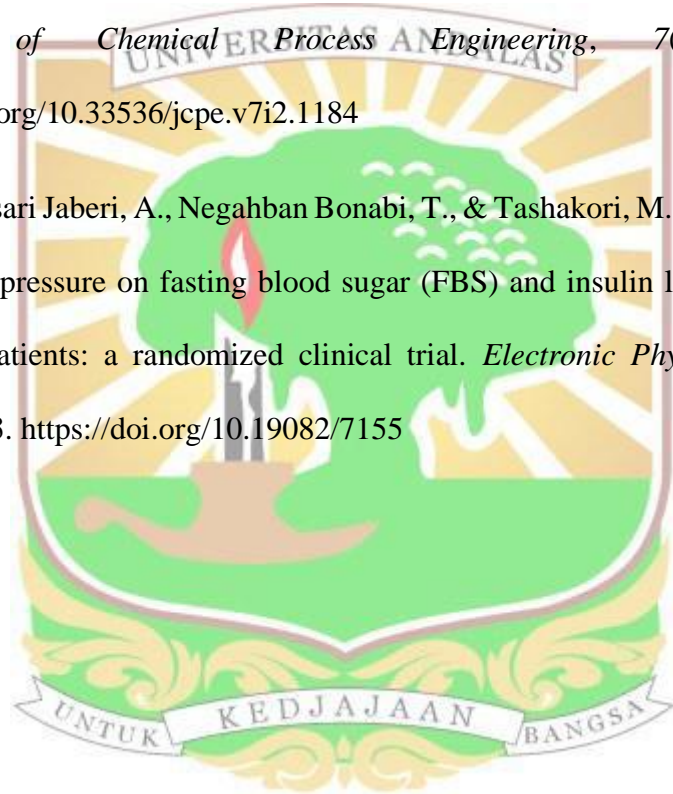 of Chemical Process Engineering, 7(
UNIVERSITAS ANDALAS
org/10.33536/jcpe.v7i2.1184
sari Jaberi, A., Negahban Bonabi, T., & Tashakori, M.
pressure on fasting blood sugar (FBS) and insulin l
atients: a randomized clinical trial. Electronic Phy
3. https://doi.org/10.19082/7155
UNTUK KEDJAJAAN BANGSA